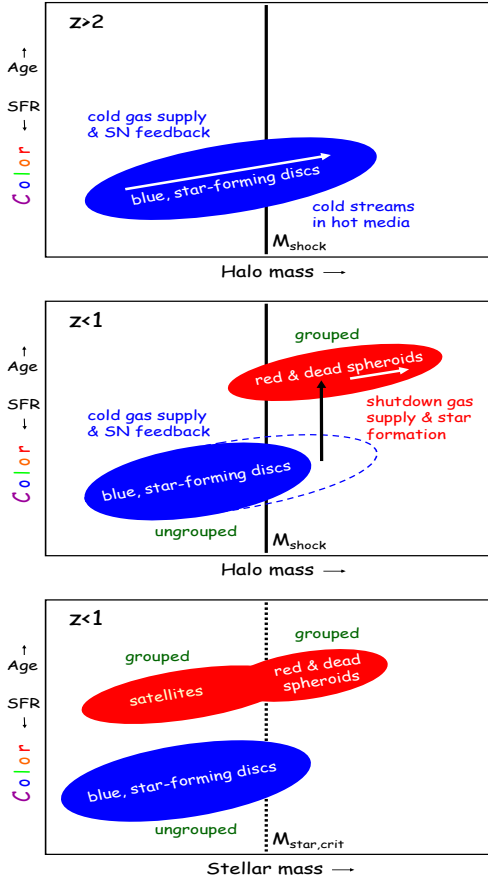 z>2
↑
Age
SFR
↓
Color
cold gas supply
& SN feedback
blue, star-forming discs
cold streams
in hot media
M_shock
Halo mass →
z<1
↑
Age
SFR
↓
Color
grouped
red & dead spheroids
cold gas supply
& SN feedback
shutdown gas
supply & star
formation
blue, star-forming discs
ungrouped
M_shock
Halo mass →
z<1
↑
Age
SFR
↓
Color
grouped
grouped
satellites
red & dead
spheroids
blue, star-forming discs
ungrouped
M_star,crit
Stellar mass →